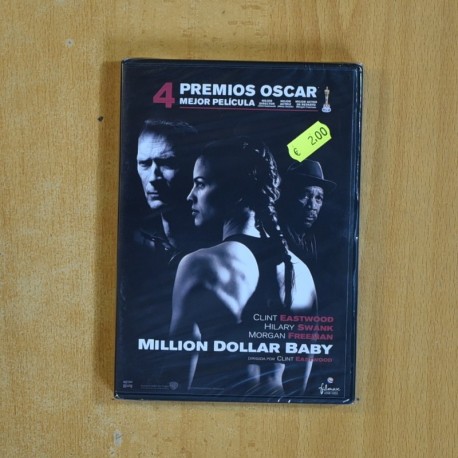 4 PREMIOS OSCAR
MEJOR PELÍCULA
€ 2.00
CLINT EASTWOOD
HILARY SWANK
MORGAN FREEMAN
MILLION DOLLAR BABY
DIRIGIDA POR CLINT EASTWOOD
filmax